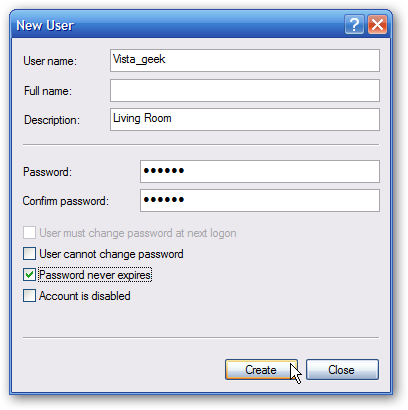 New User
User name: Vista_geek
Full name:
Description: Living Room
Password: ••••••
Confirm password: ••••••
User must change password at next logon
User cannot change password
Password never expires
Account is disabled
Create Close